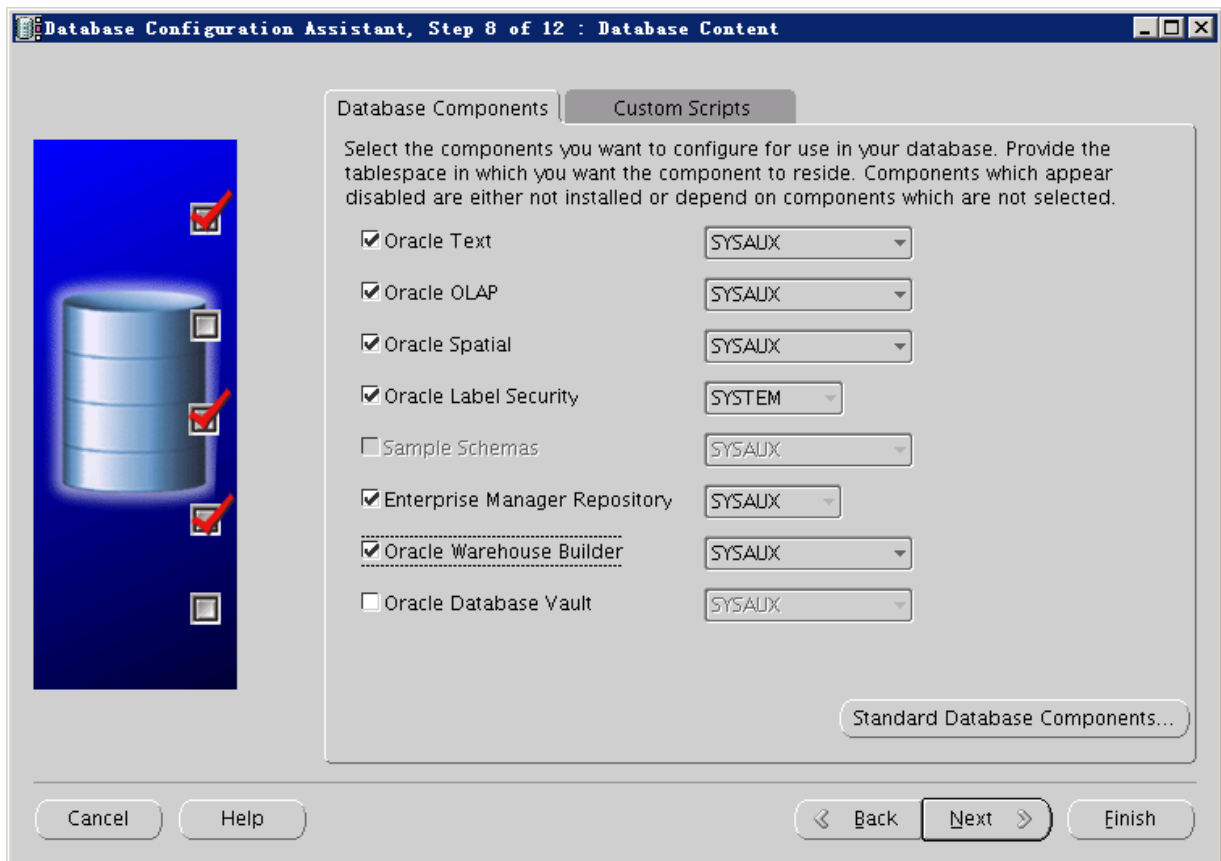 Database Configuration Assistant, Step 8 of 12 : Database Content
Database Components
Custom Scripts
Select the components you want to configure for use in your database. Provide the
tablespace in which you want the component to reside. Components which appear
disabled are either not installed or depend on components which are not selected.
Oracle Text SYSAUX
Oracle OLAP SYSAUX
Oracle Spatial SYSAUX
Oracle Label Security SYSTEM
Sample Schemas SYSAUX
Enterprise Manager Repository SYSAUX
Oracle Warehouse Builder SYSAUX
Oracle Database Vault SYSAUX
Standard Database Components...
Cancel Help Back Next Finish